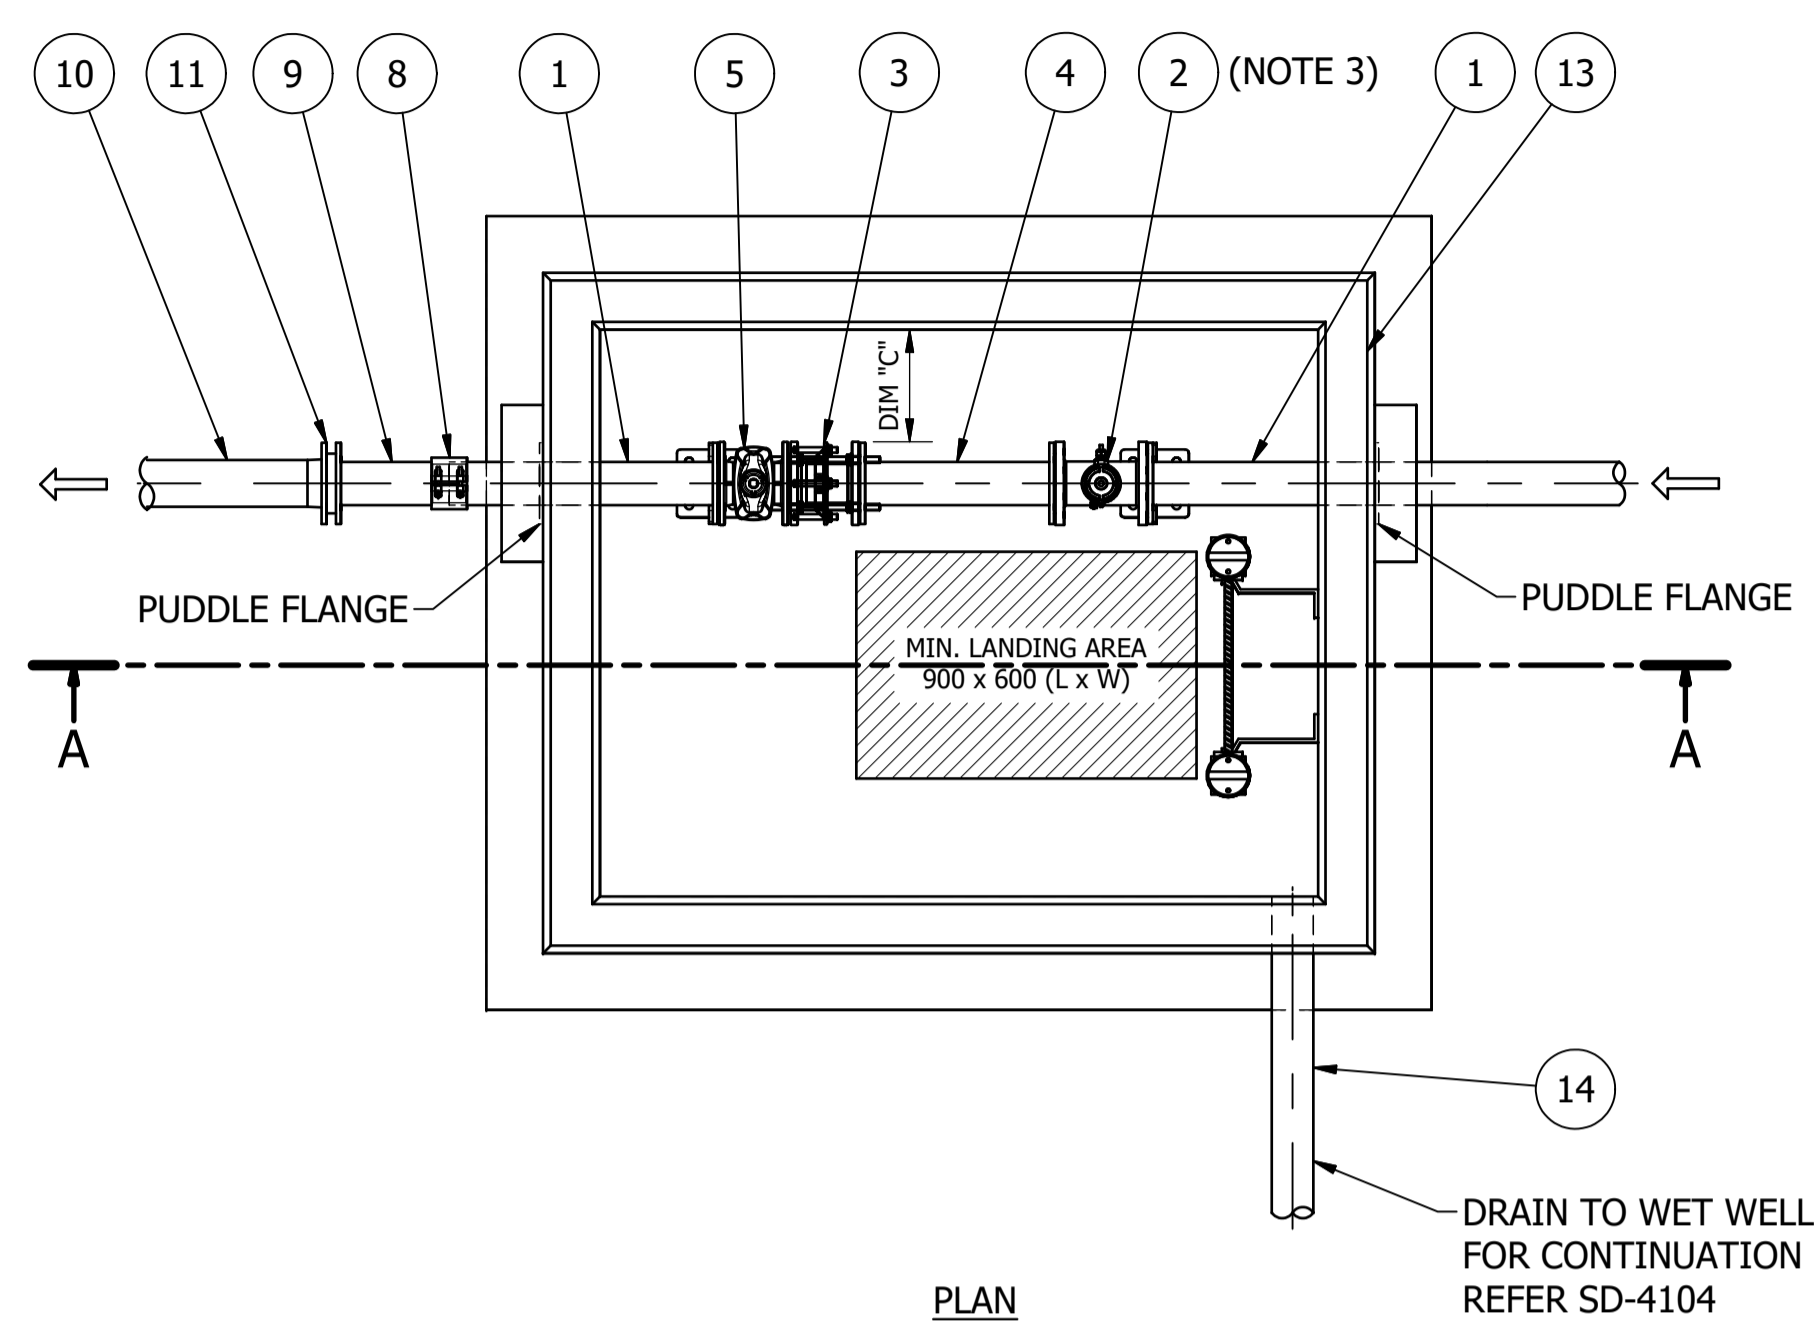 10
11
9
8
1
5
3
4
2 (NOTE 3)
1
13
DIM "C"
PUDDLE FLANGE
PUDDLE FLANGE
MIN. LANDING AREA
900 x 600 (L x W)
A
A
14
DRAIN TO WET WELL
FOR CONTINUATION
REFER SD-4104
PLAN